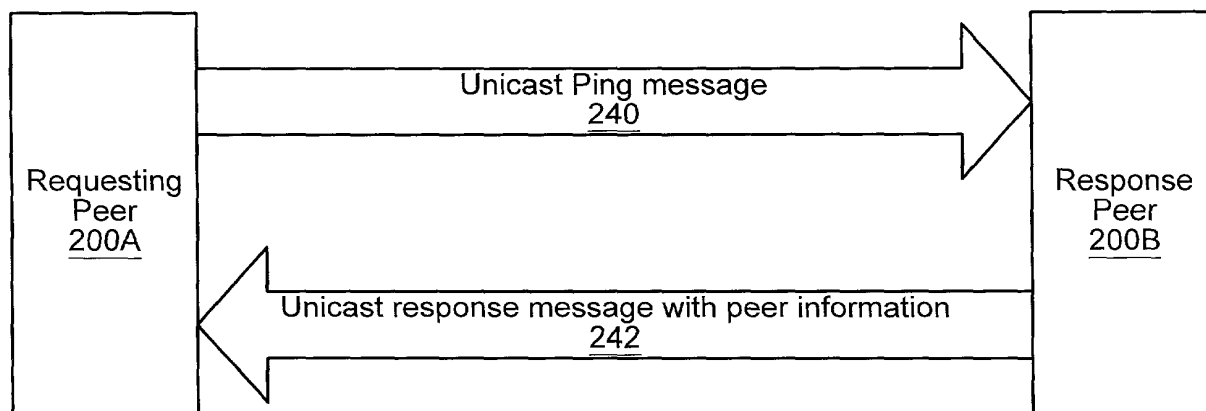 Unicast Ping message
240
Requesting
Peer
200A
Response
Peer
200B
Unicast response message with peer information
242